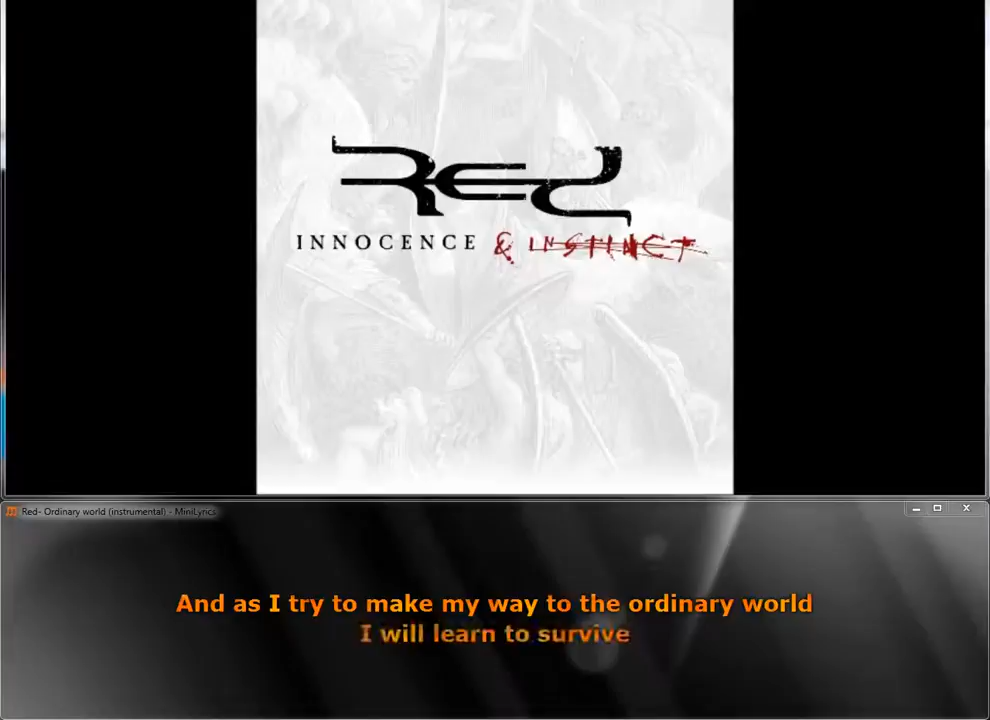 RED
INNOCENCE & INSTINCT
Red- Ordinary world (instrumental) - MiniLyrics
And as I try to make my way to the ordinary world
I will learn to survive